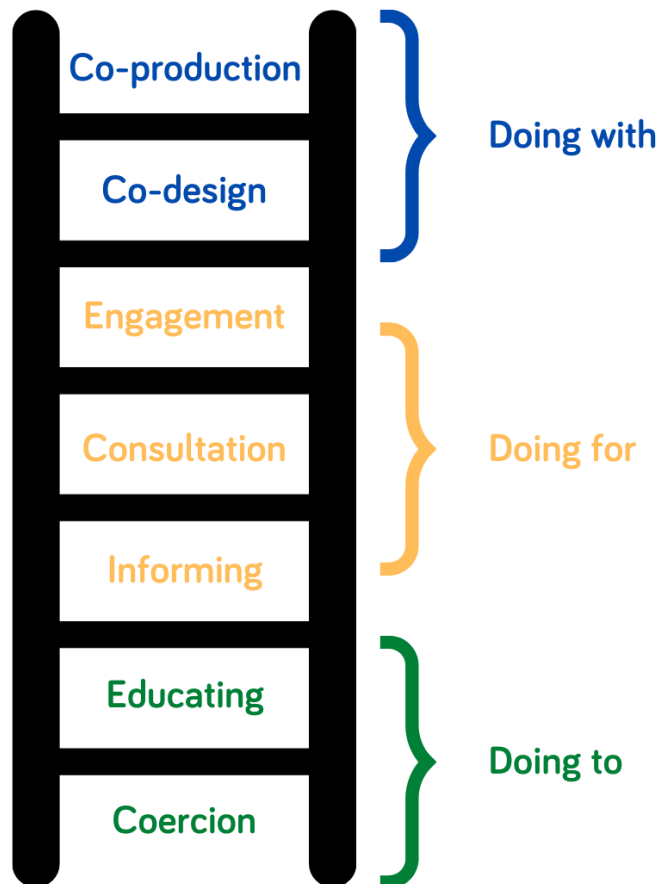 Co-production
Co-design
Doing with
Engagement
Consultation
Informing
Doing for
Educating
Coercion
Doing to